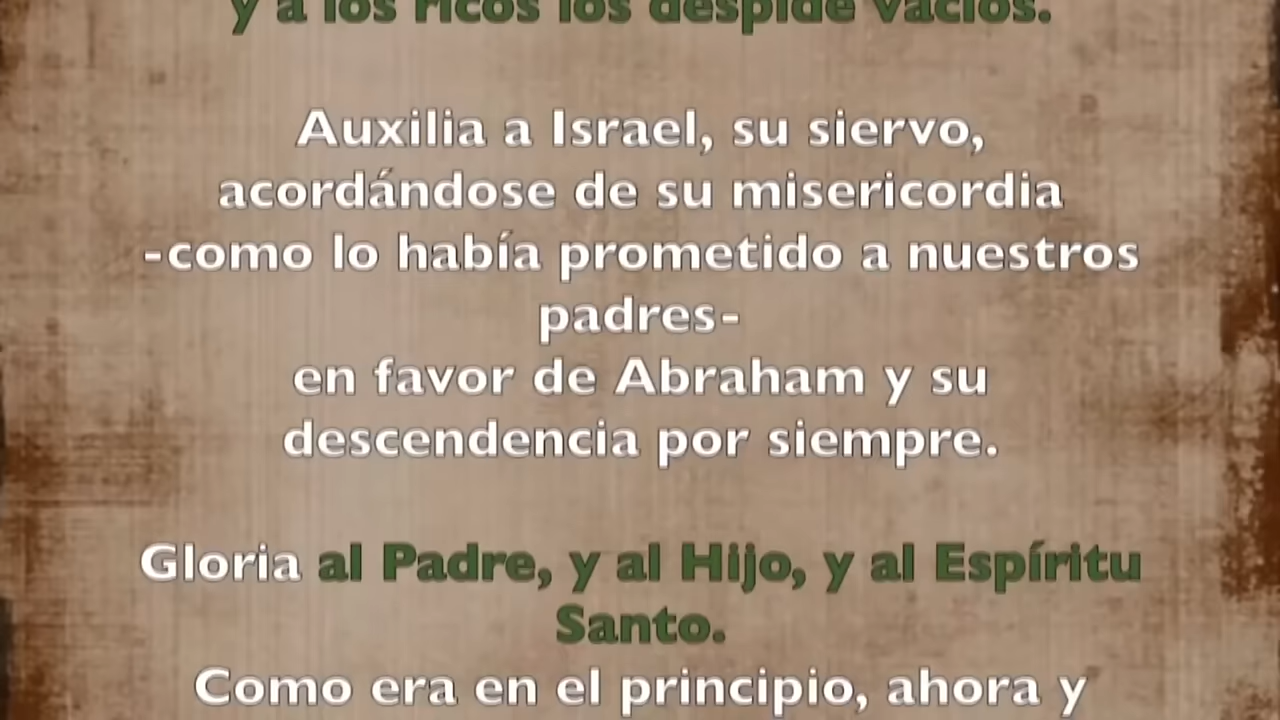 y a los ricos los despide vacíos.
Auxilia a Israel, su siervo,
acordándose de su misericordia
-como lo había prometido a nuestros
padres-
en favor de Abraham y su
descendencia por siempre.
Gloria al Padre, y al Hijo, y al Espíritu
Santo.
Como era en el principio, ahora y